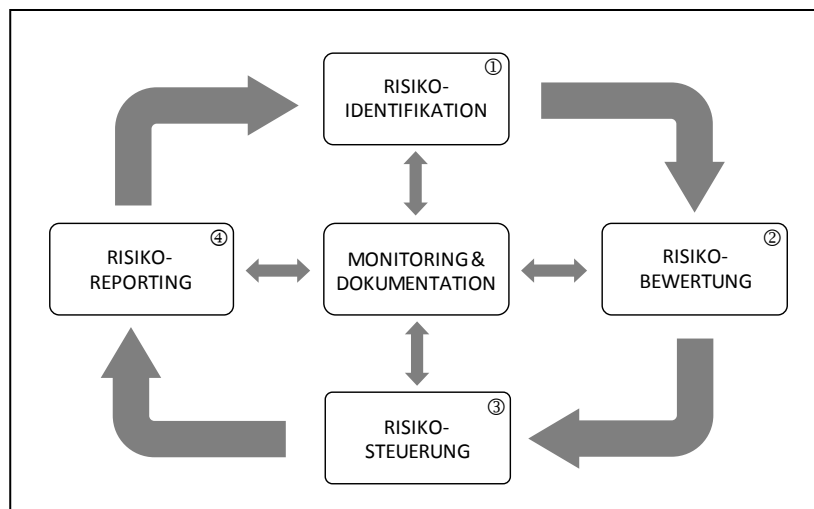 ①
RISIKO-
IDENTIFIKATION
④
RISIKO-
REPORTING
MONITORING &
DOKUMENTATION
②
RISIKO-
BEWERTUNG
③
RISIKO-
STEUERUNG